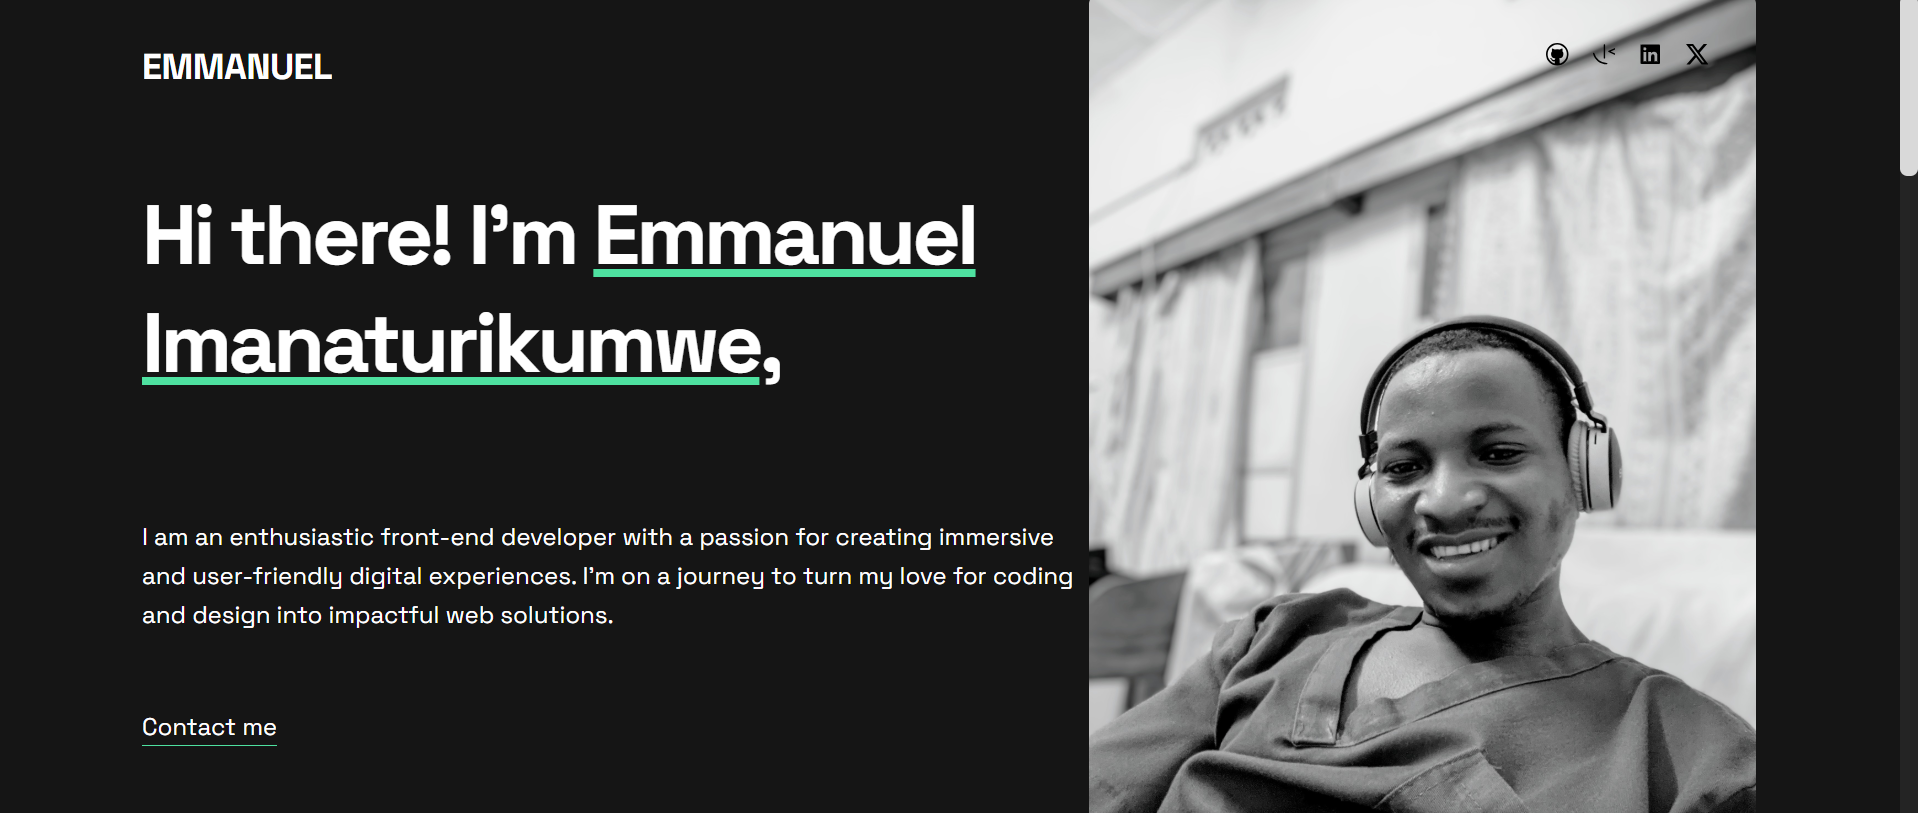 EMMANUEL
Hi there! I’m Emmanuel
Imanaturikumwe,
I am an enthusiastic front-end developer with a passion for creating immersive
and user-friendly digital experiences. I’m on a journey to turn my love for coding
and design into impactful web solutions.
Contact me